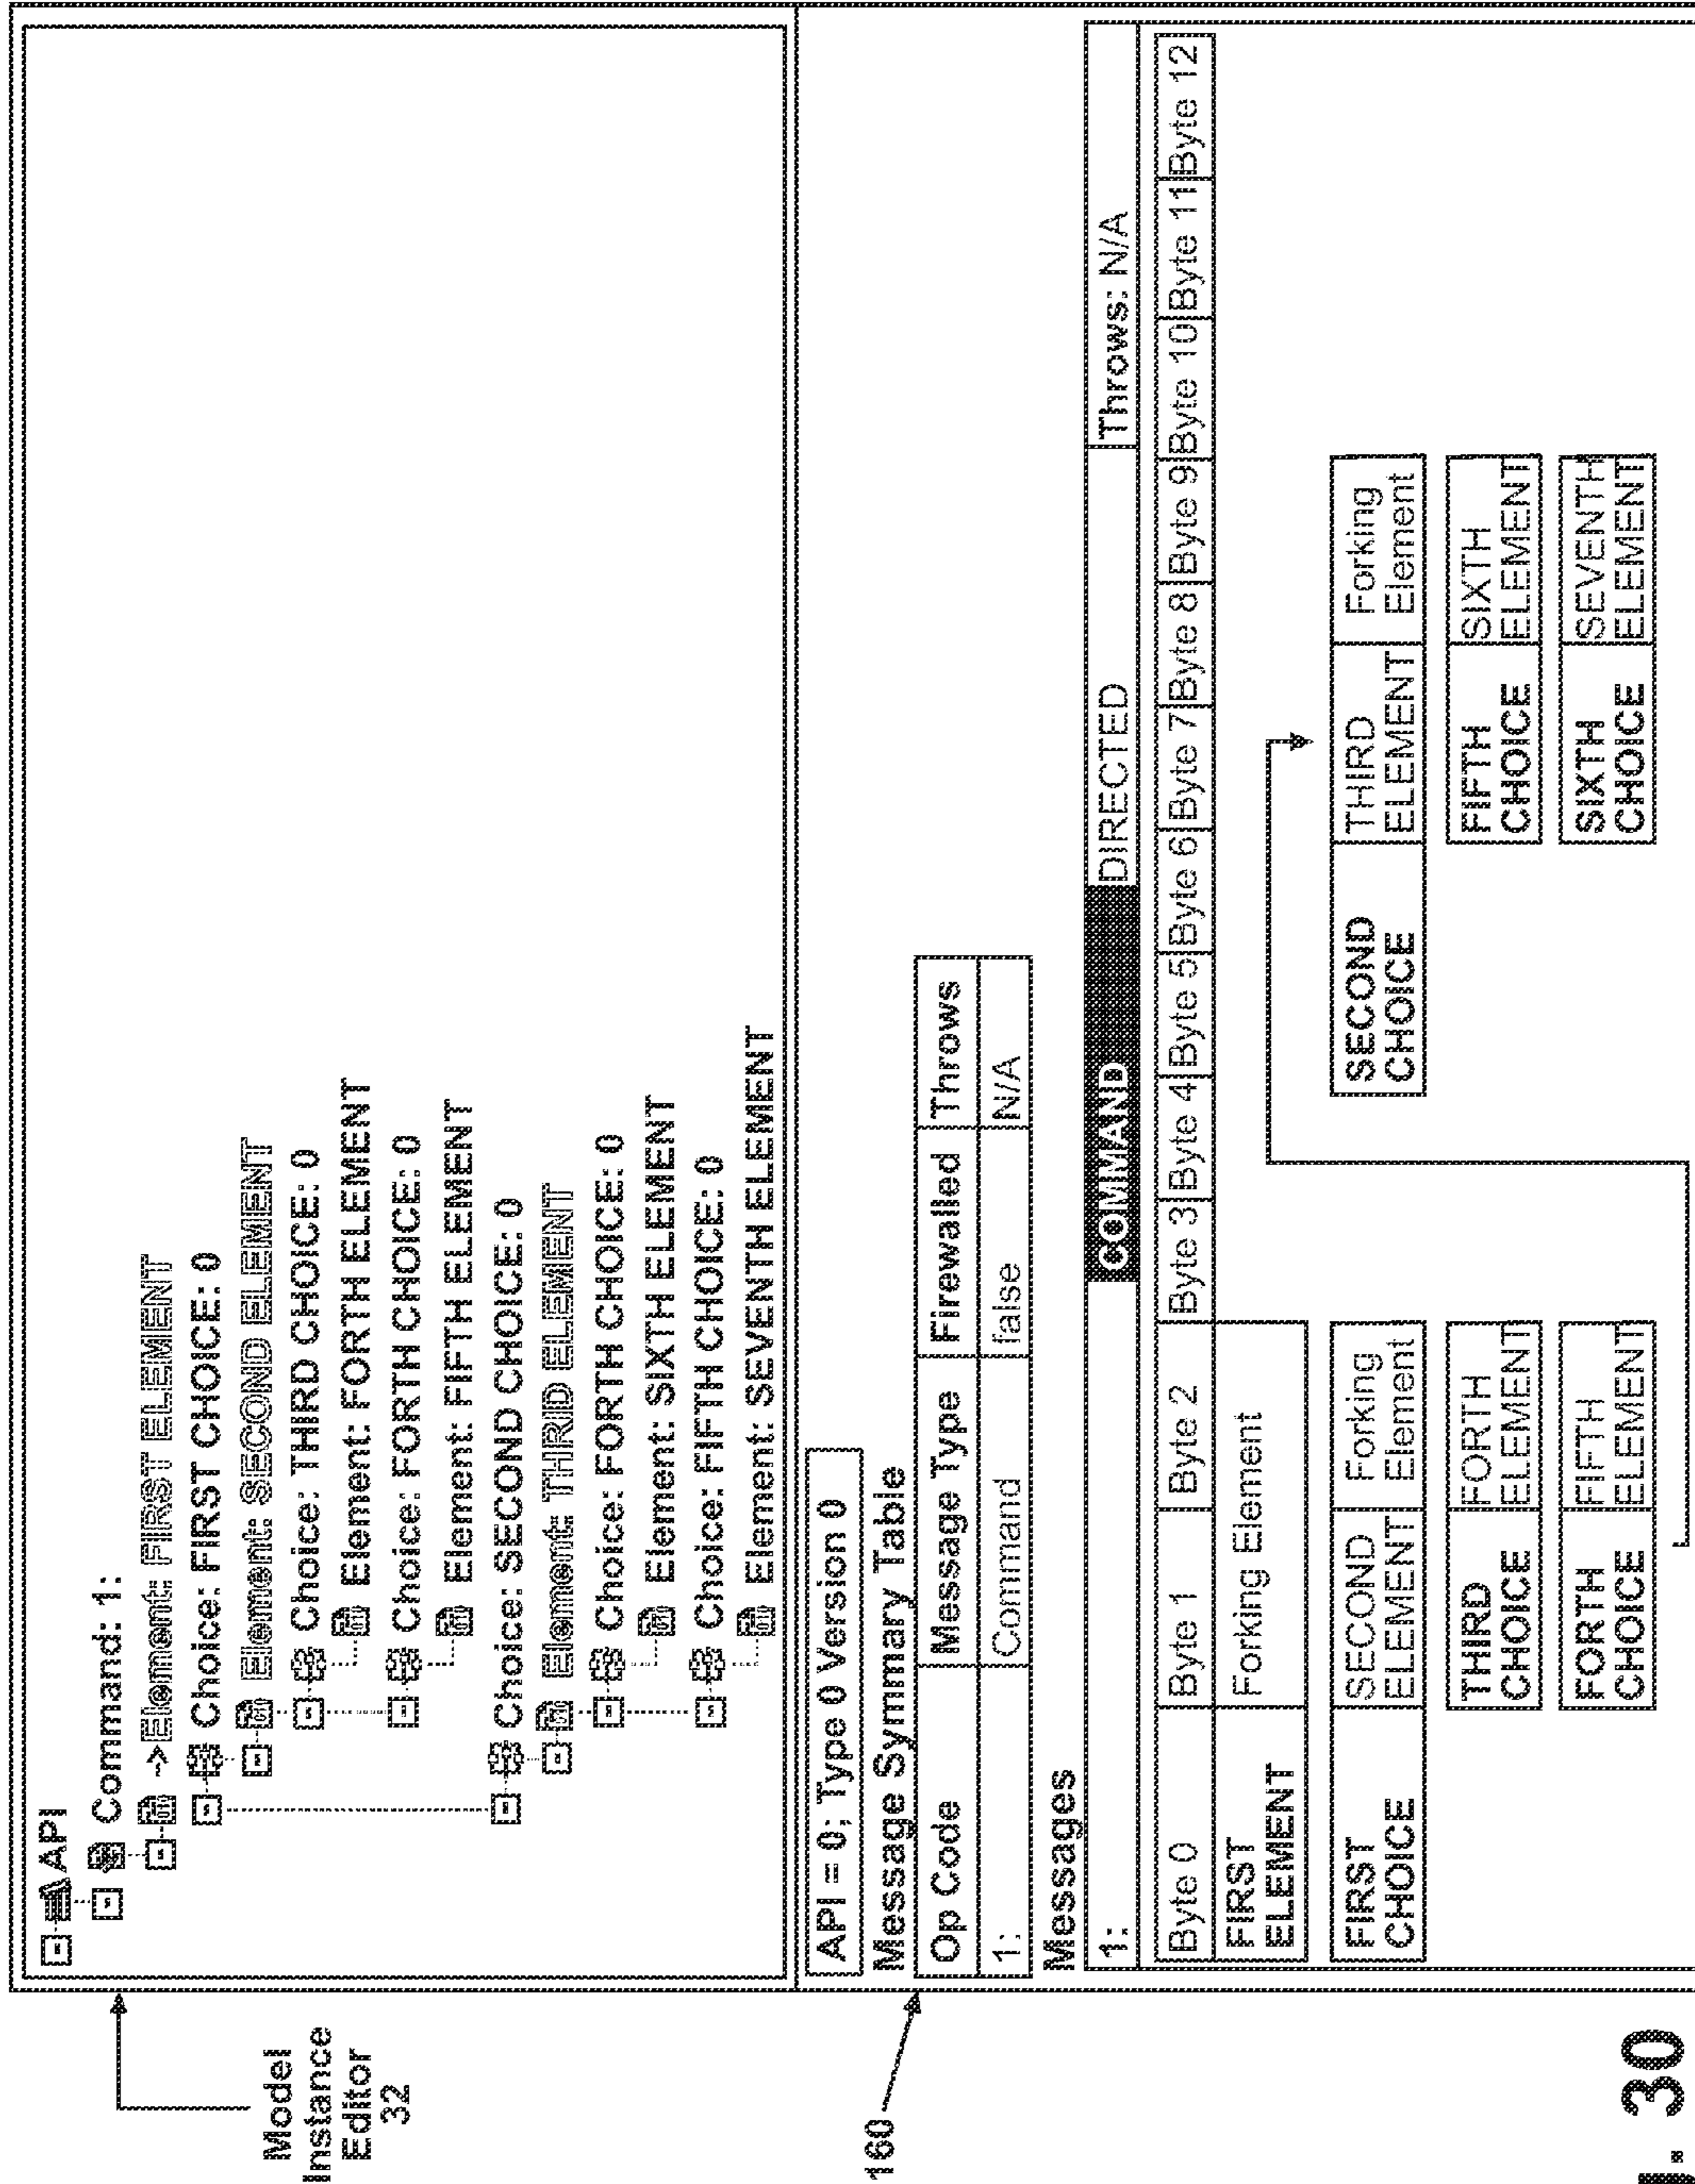 Model
Instance
Editor
32
API
Command: 1:
->Element: FIRST ELEMENT
Choice: FIRST CHOICE: 0
Element: SECOND ELEMENT
Choice: THIRD CHOICE: 0
Element: FORTH ELEMENT
Choice: FORTH CHOICE: 0
Element: FIFTH ELEMENT
Choice: SECOND CHOICE: 0
Element: THRID ELEMENT
Choice: FORTH CHOICE: 0
Element: SIXTH ELEMENT
Choice: FIFTH CHOICE: 0
Element: SEVENTH ELEMENT
160
API = 0; Type 0 Version 0
Message Symmary Table
Op Code Message Type Firewalled Throws
1: Command false N/A
Messages
1: COMMAND DIRECTED Throws: N/A
Byte 0 Byte 1 Byte 2 Byte 3 Byte 4 Byte 5 Byte 6 Byte 7 Byte 8 Byte 9 Byte 10 Byte 11 Byte 12
FIRST Forking Element
ELEMENT
FIRST SECOND Forking
CHOICE ELEMENT Element
THIRD FORTH
CHOICE ELEMENT
FORTH FIFTH
CHOICE ELEMENT
SECOND THIRD Forking
CHOICE ELEMENT Element
FIFTH SIXTH
CHOICE ELEMENT
SIXTH SEVENTH
CHOICE ELEMENT
30